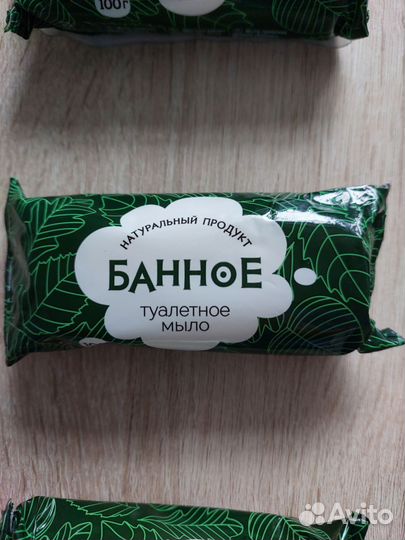 100г
НАТУРАЛЬНЫЙ ПРОДУКТ
БАННОЕ
туалетное
мыло
Avito